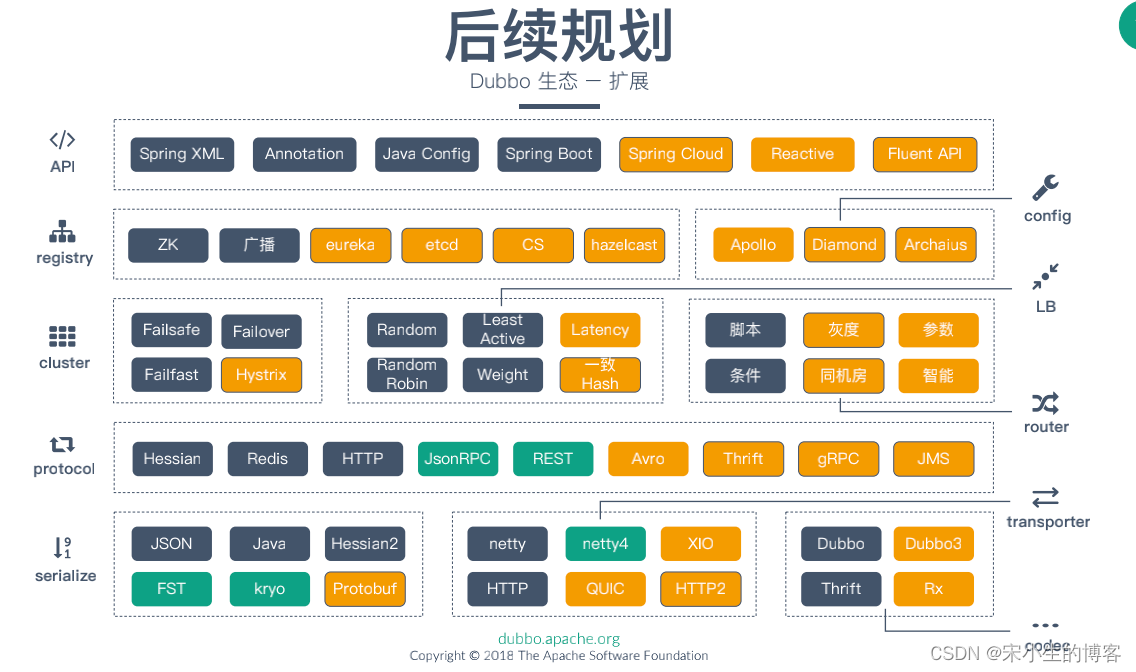 后续规划
Dubbo 生态 － 扩展
</>
API
Spring XML
Annotation
Java Config
Spring Boot
Spring Cloud
Reactive
Fluent API
config
registry
ZK
广播
eureka
etcd
CS
hazelcast
Apollo
Diamond
Archaius
LB
cluster
Failsafe
Failover
Failfast
Hystrix
Random
Least
Active
Latency
Random
Robin
Weight
一致
Hash
脚本
灰度
参数
条件
同机房
智能
router
protocol
Hessian
Redis
HTTP
JsonRPC
REST
Avro
Thrift
gRPC
JMS
transporter
9
1
serialize
JSON
Java
Hessian2
FST
kryo
Protobuf
netty
netty4
XIO
HTTP
QUIC
HTTP2
Dubbo
Dubbo3
Thrift
Rx
codec
dubbo.apache.org
Copyright © 2018 The Apache Software Foundation
CSDN @宋小生的博客